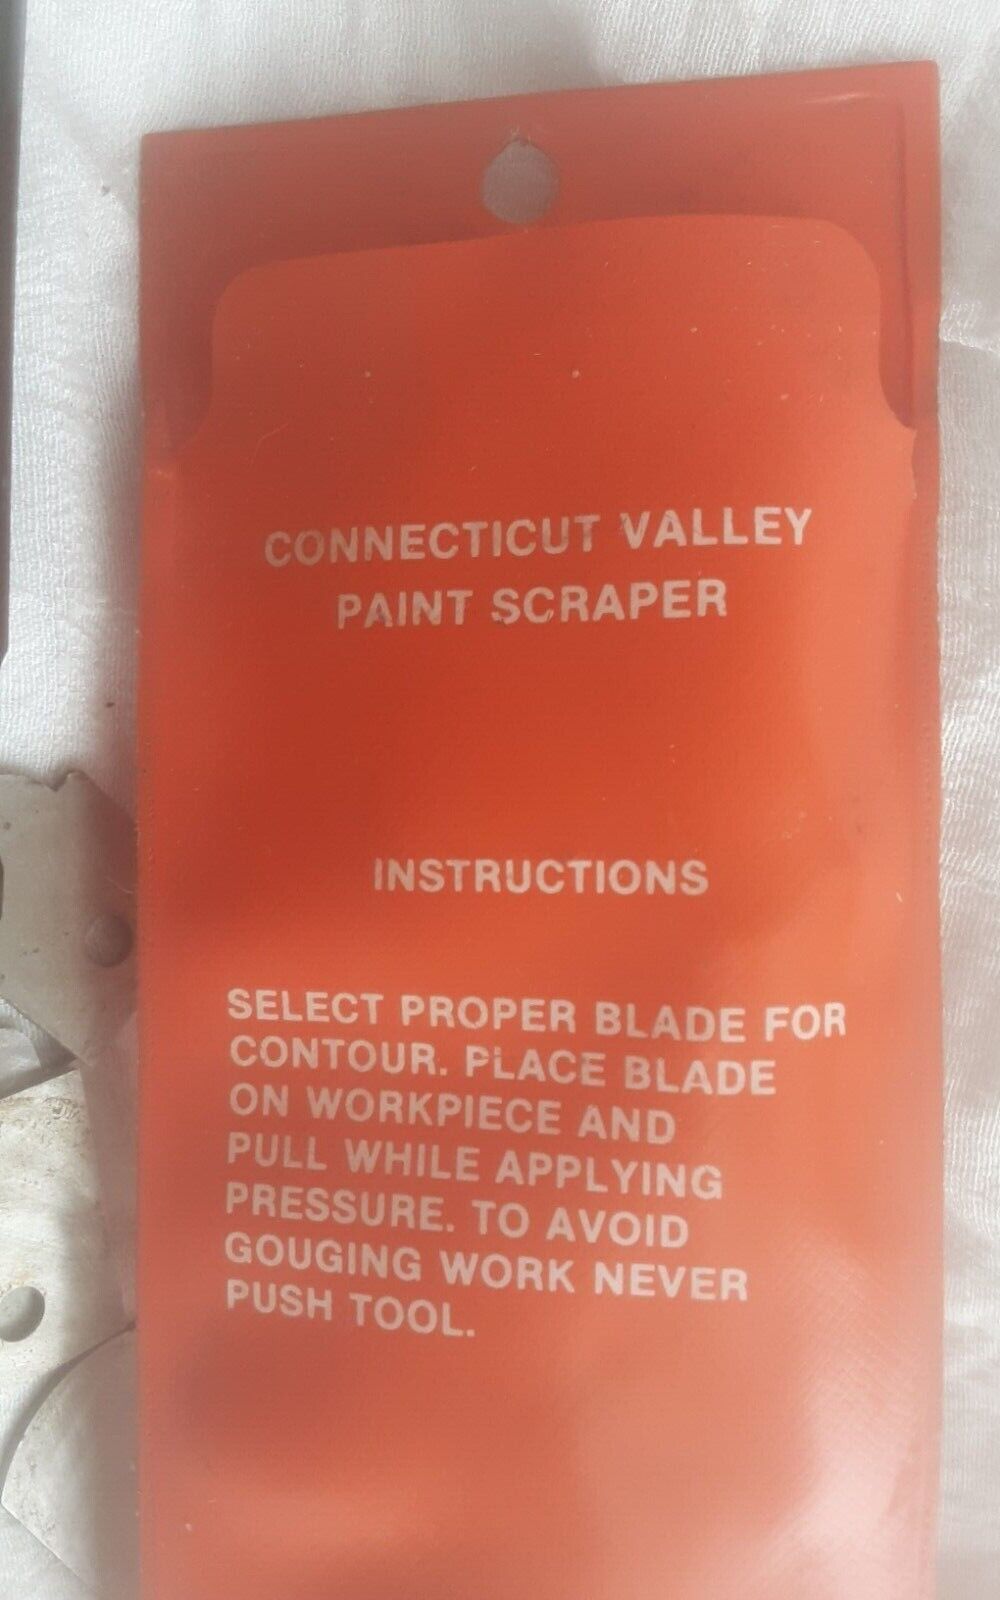 CONNECTICUT VALLEY
PAINT SCRAPER
INSTRUCTIONS
SELECT PROPER BLADE FOR
CONTOUR. PLACE BLADE
ON WORKPIECE AND
PULL WHILE APPLYING
PRESSURE. TO AVOID
GOUGING WORK NEVER
PUSH TOOL.